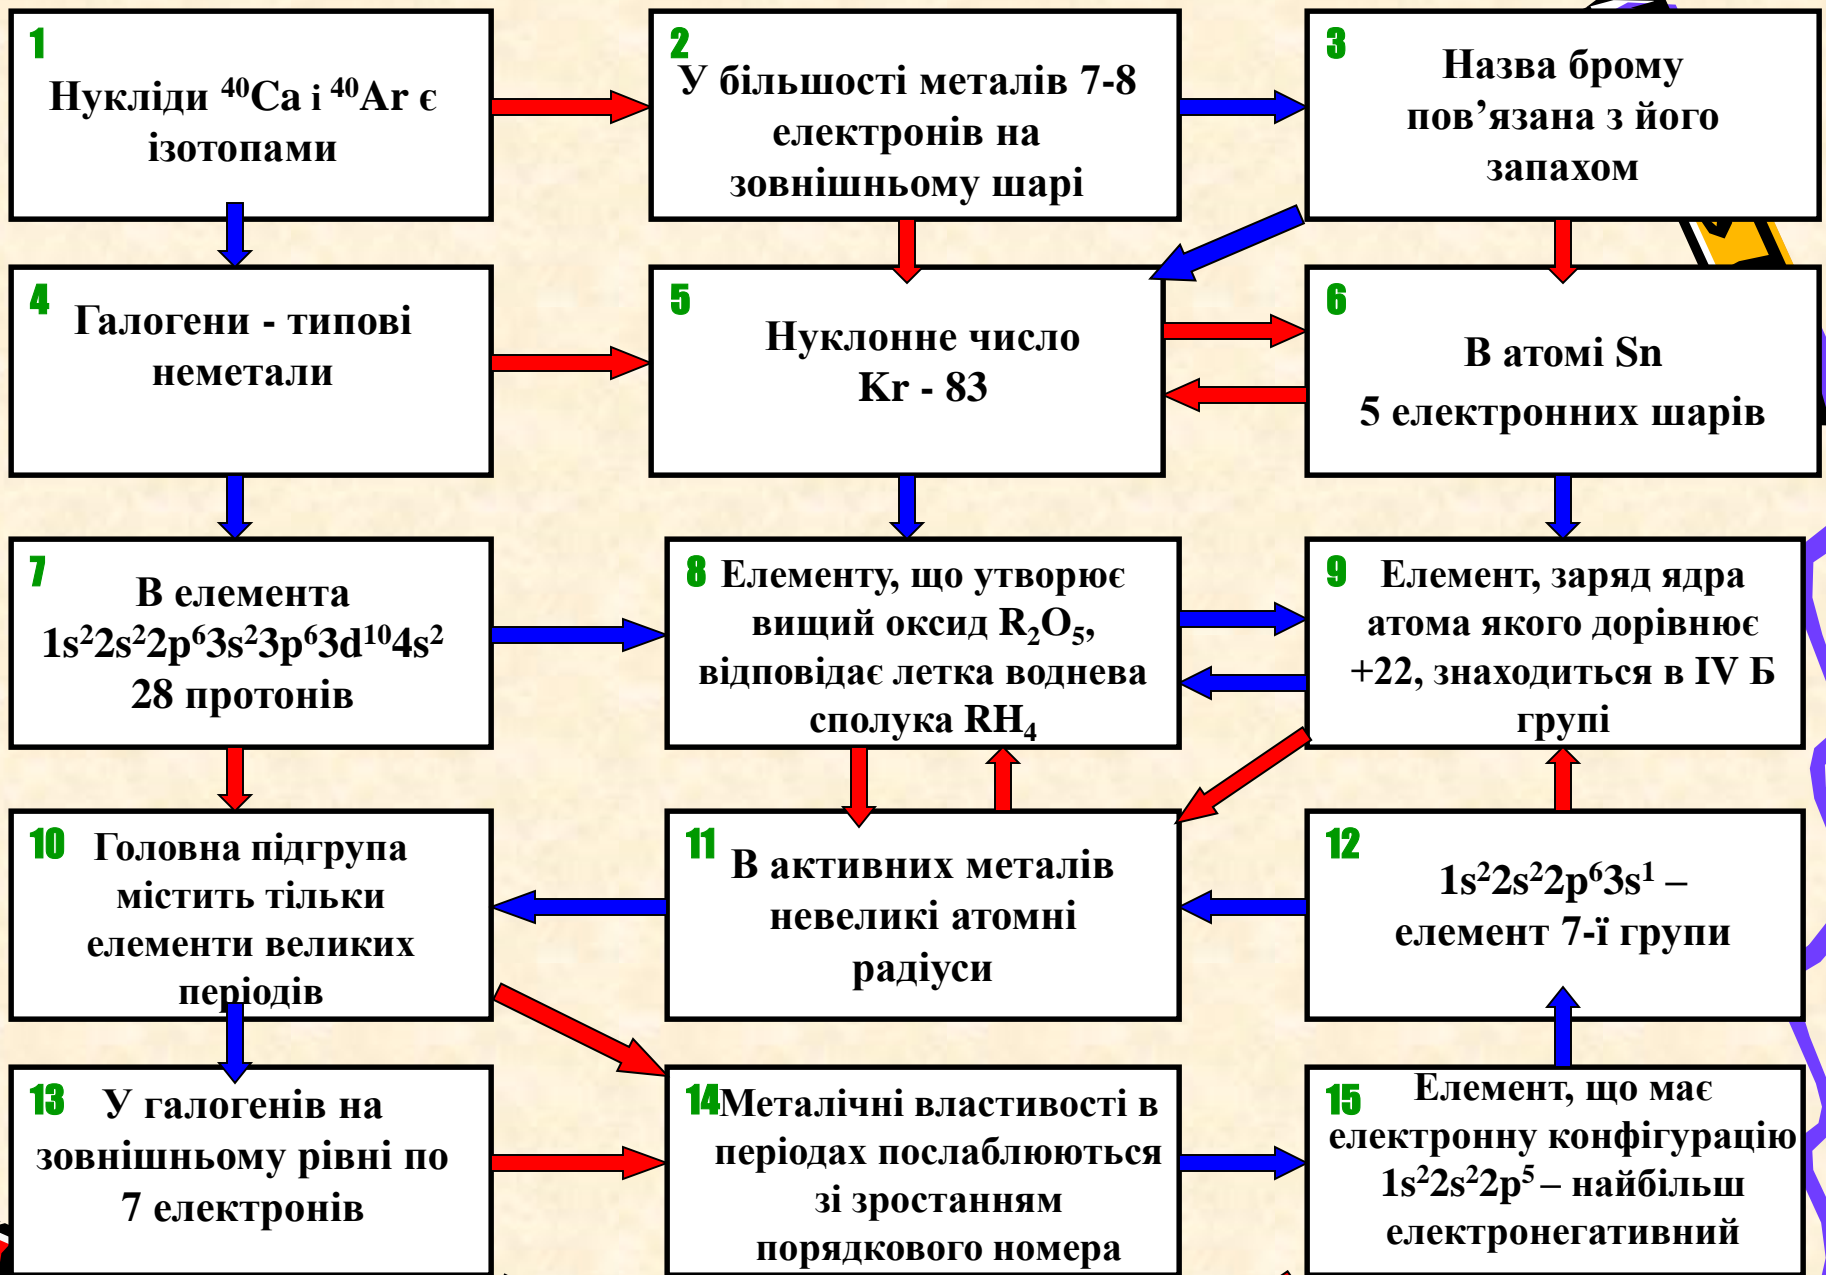 1
Нукліди ⁴⁰Ca і ⁴⁰Ar є
ізотопами
2
У більшості металів 7-8
електронів на
зовнішньому шарі
3
Назва брому
пов’язана з його
запахом
4
Галогени - типові
неметали
5
Нуклонне число
Kr - 83
6
В атомі Sn
5 електронних шарів
7
В елемента
1s²2s²2p⁶3s²3p⁶3d¹⁰4s²
28 протонів
8 Елементу, що утворює
вищий оксид R₂O₅,
відповідає летка воднева
сполука RH₄
9 Елемент, заряд ядра
атома якого дорівнює
+22, знаходиться в IV Б
групі
10 Головна підгрупа
містить тільки
елементи великих
періодів
11
В активних металів
невеликі атомні
радіуси
12
1s²2s²2p⁶3s¹ –
елемент 7-ї групи
13 У галогенів на
зовнішньому рівні по
7 електронів
14 Металічні властивості в
періодах послаблюються
зі зростанням
порядкового номера
15 Елемент, що має
електронну конфігурацію
1s²2s²2p⁵ – найбільш
електронегативний